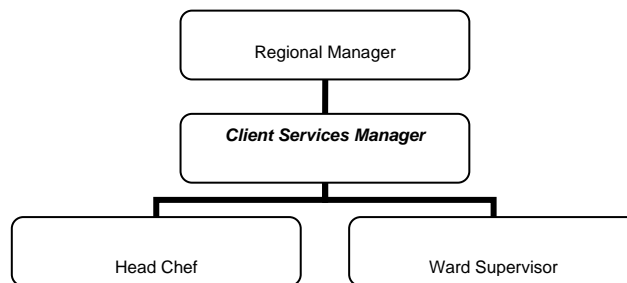 Regional Manager
Client Services Manager
Head Chef
Ward Supervisor